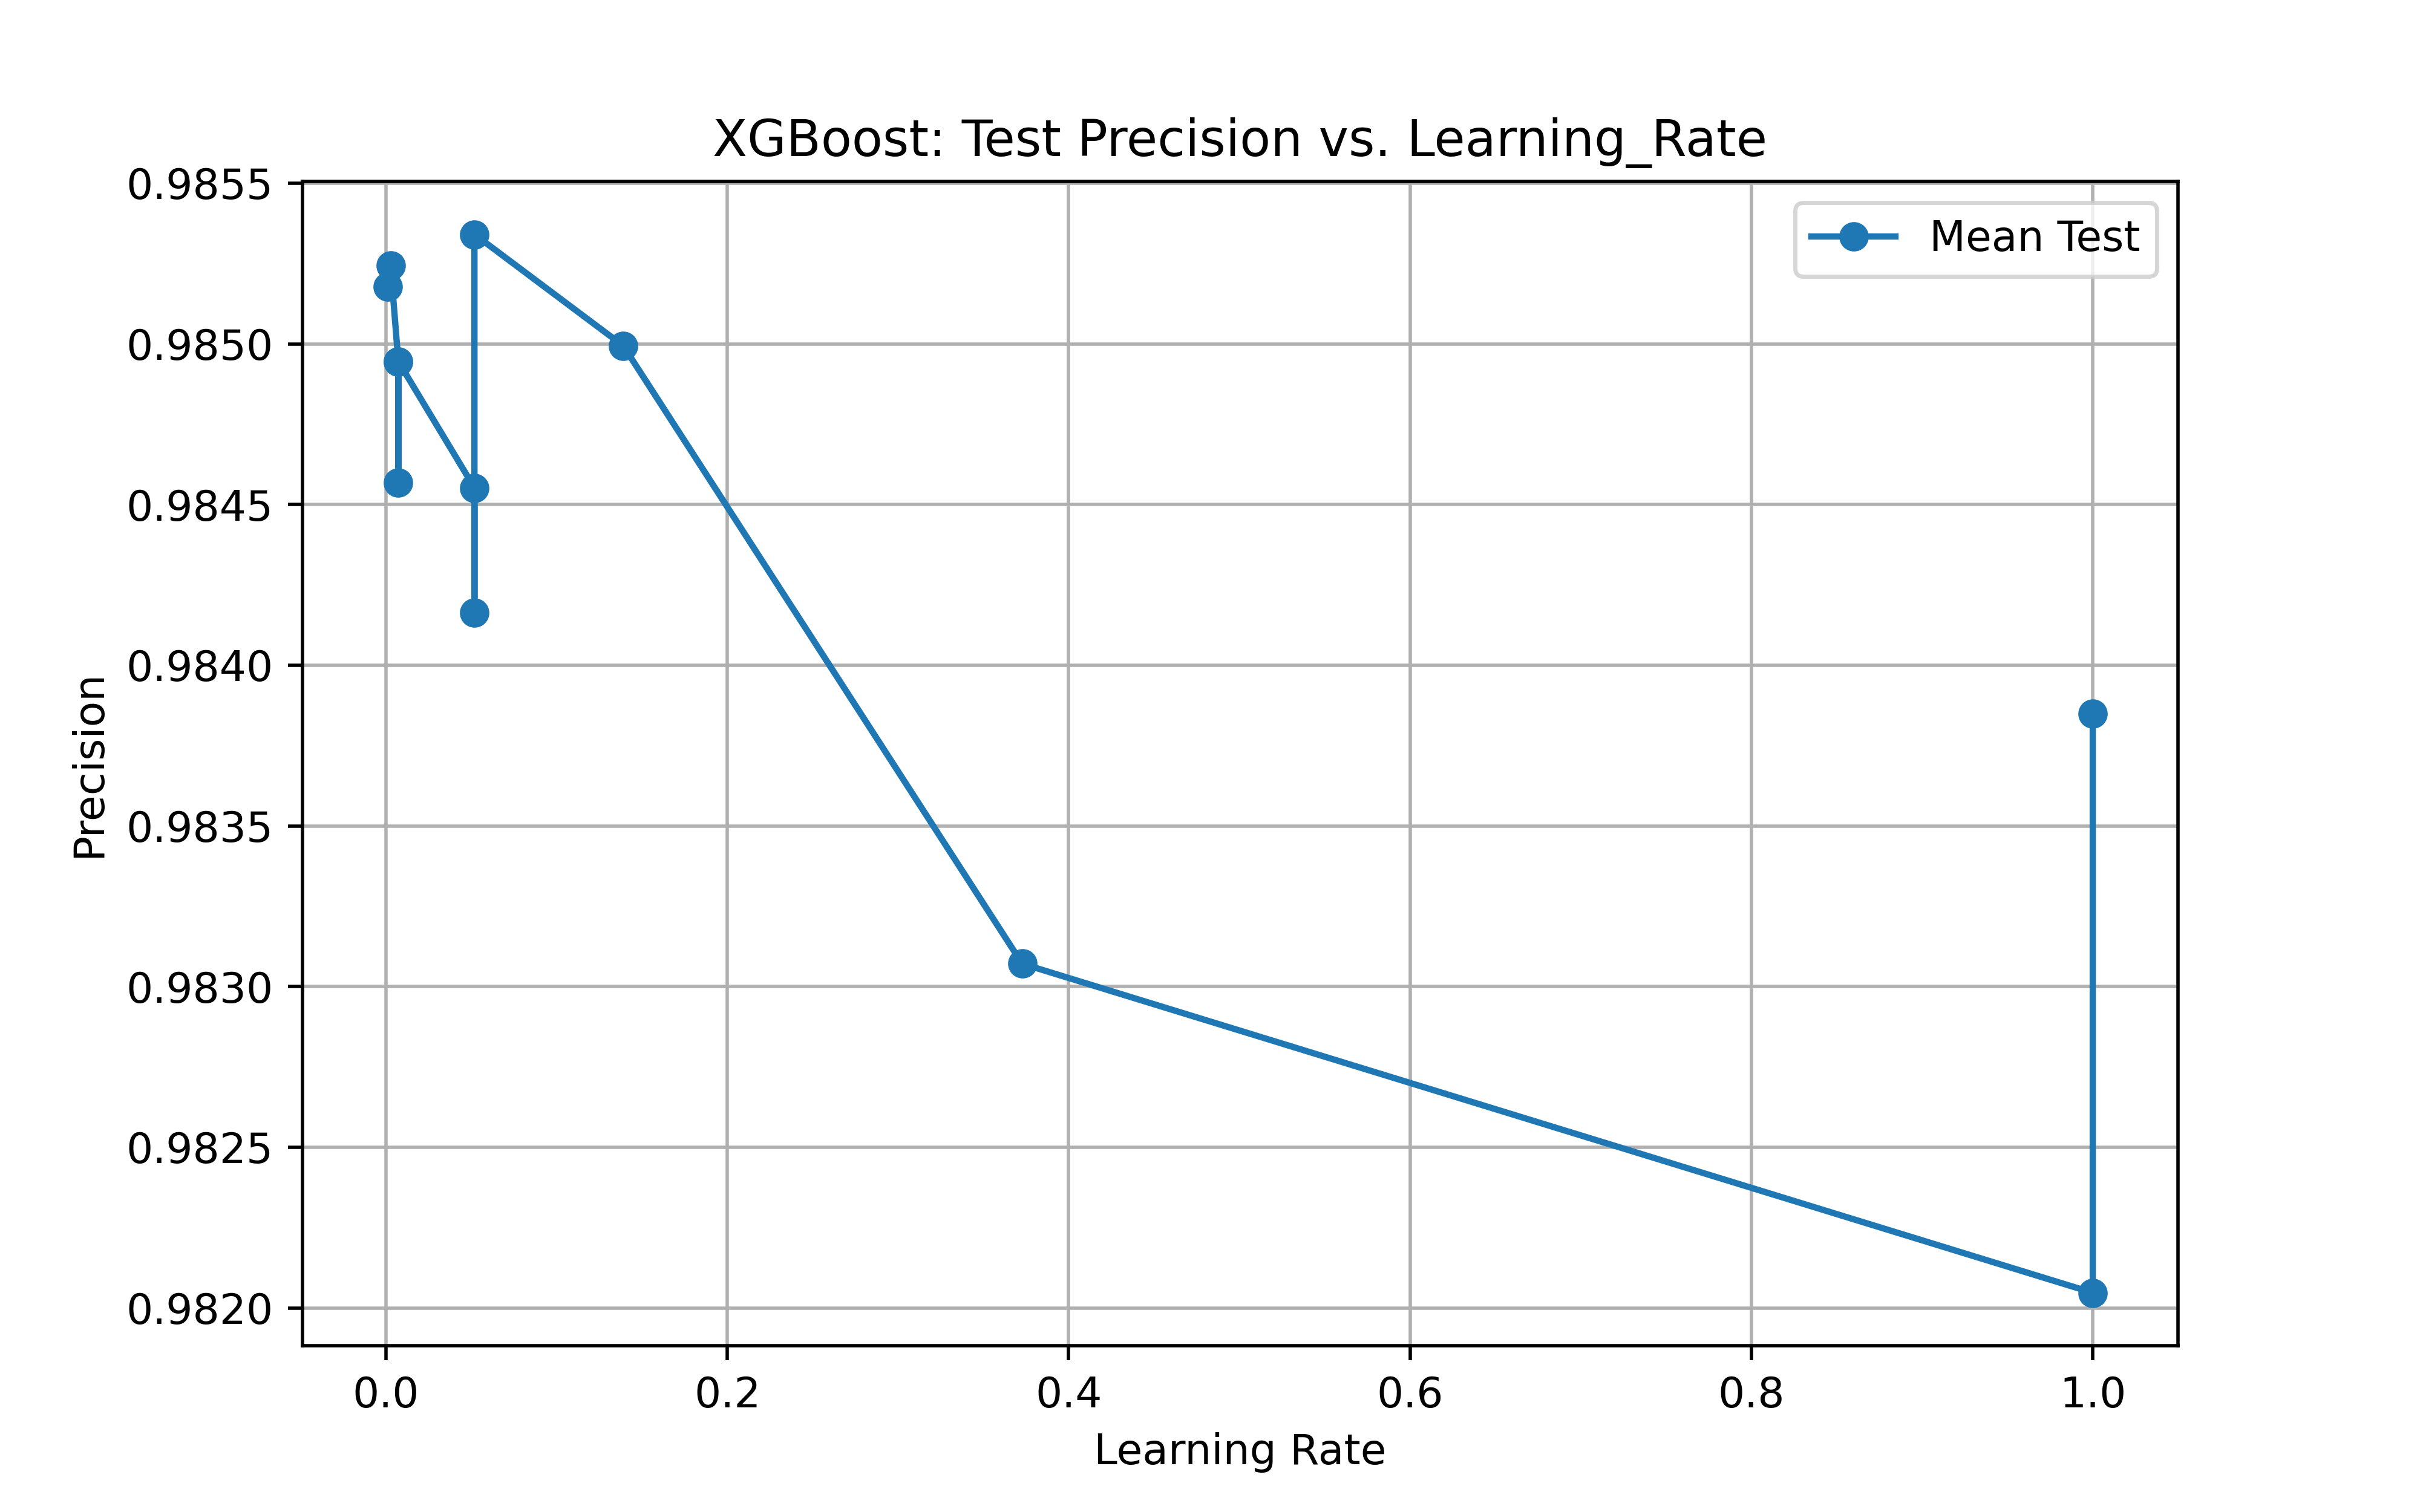 XGBoost: Test Precision vs. Learning_Rate
Mean Test
Precision
0.9855
0.9850
0.9845
0.9840
0.9835
0.9830
0.9825
0.9820
0.0 0.2 0.4 0.6 0.8 1.0
Learning Rate